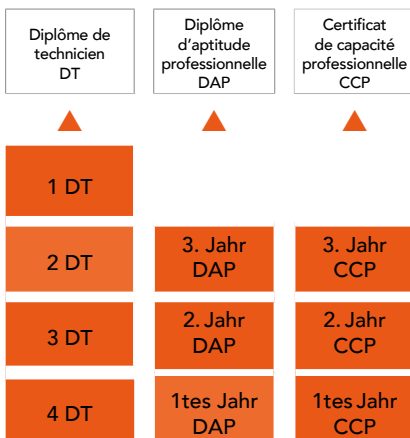 Diplôme de
technicien
DT
Diplôme
d'aptitude
professionnelle
DAP
Certificat
de capacité
professionnelle
CCP
1 DT
2 DT
3. Jahr
DAP
3. Jahr
CCP
3 DT
2. Jahr
DAP
2. Jahr
CCP
4 DT
1tes Jahr
DAP
1tes Jahr
CCP